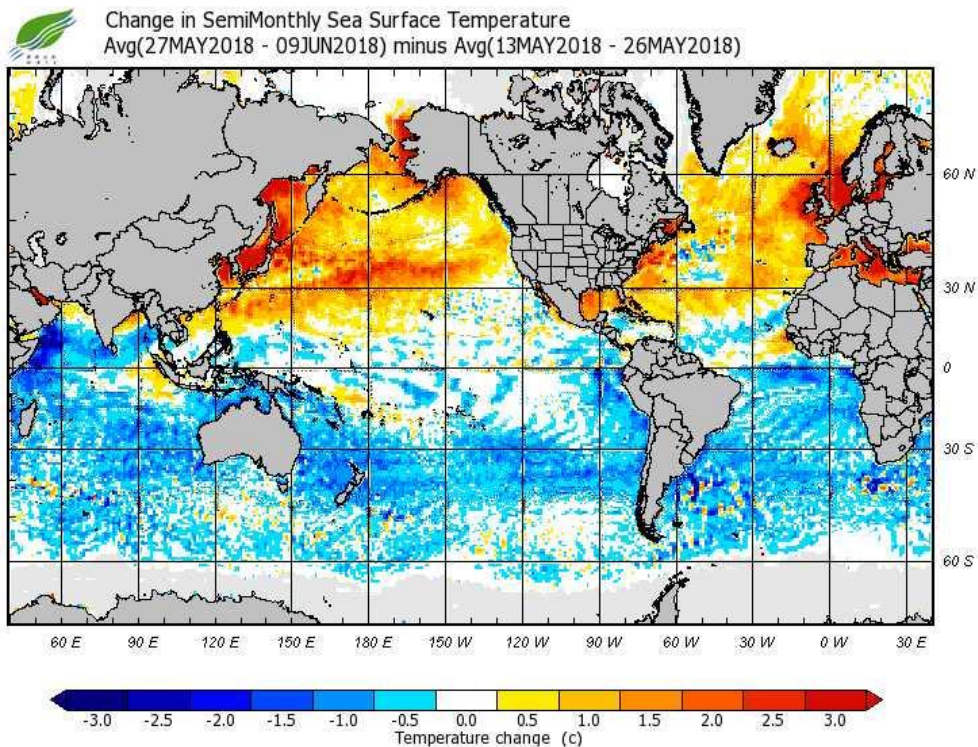 Change in SemiMonthly Sea Surface Temperature
Avg(27MAY2018 - 09JUN2018) minus Avg(13MAY2018 - 26MAY2018)
60 N
30 N
0
30 S
60 S
60 E 90 E 120 E 150 E 180 E 150 W 120 W 90 W 60 W 30 W 0 W 30 E
-3.0 -2.5 -2.0 -1.5 -1.0 -0.5 0.0 0.5 1.0 1.5 2.0 2.5 3.0
Temperature change (c)